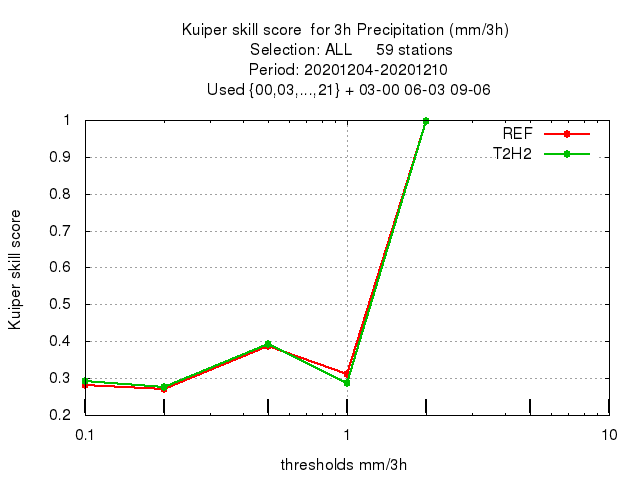 Kuiper skill score  for 3h Precipitation (mm/3h)
Selection: ALL     59 stations
Period: 20201204-20201210
Used {00,03,...,21} + 03-00 06-03 09-06
REF
T2H2
1
0.9
0.8
0.7
0.6
0.5
0.4
0.3
0.2
Kuiper skill score
0.1
1
10
thresholds mm/3h